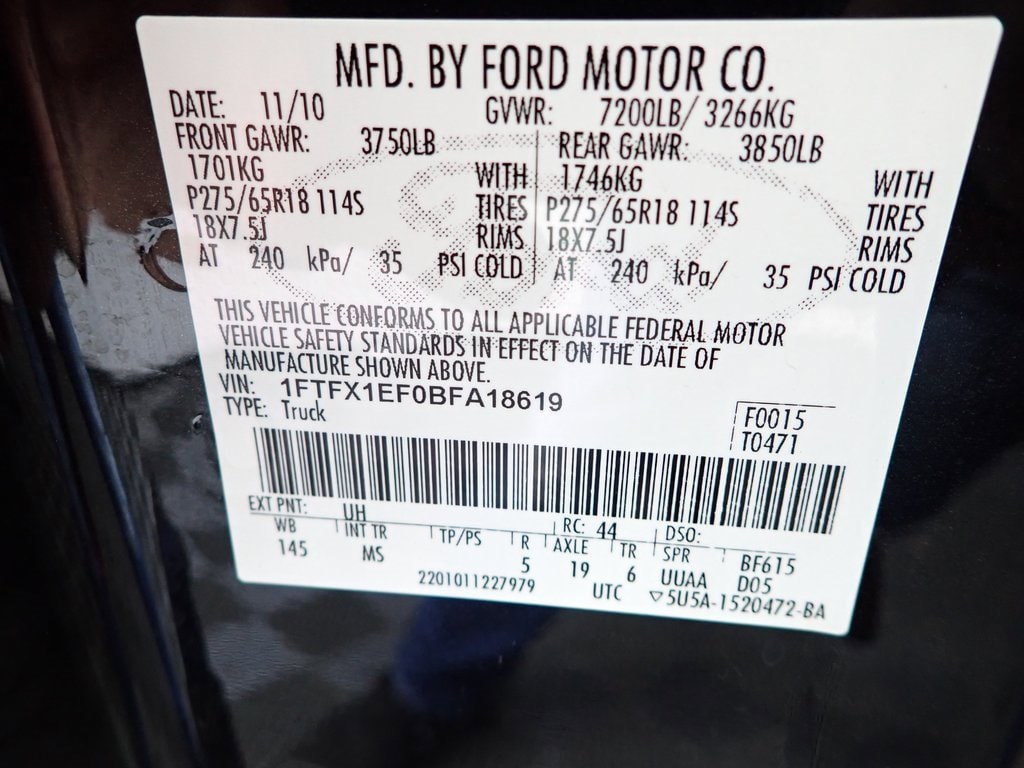 MFD. BY FORD MOTOR CO.
DATE: 11/10 GVWR: 7200LB/ 3266KG
FRONT GAWR: 3750LB REAR GAWR: 3850LB
1701KG WITH 1746KG WITH
P275/65R18 114S TIRES P275/65R18 114S TIRES
18X7.5J RIMS 18X7.5J RIMS
AT 240 kPa/ 35 PSI COLD AT 240 kPa/ 35 PSI COLD
THIS VEHICLE CONFORMS TO ALL APPLICABLE FEDERAL MOTOR
VEHICLE SAFETY STANDARDS IN EFFECT ON THE DATE OF
MANUFACTURE SHOWN ABOVE.
VIN: 1FTFX1EF0BFA18619
TYPE: Truck
F0015
T0471
EXT PNT: UH RC: 44 DSO:
WB INT TR TP/PS R AXLE TR SPR BF615
145 MS 5 19 6 UUAA D05
2201011227979 UTC ▽5U5A-1520472-BA